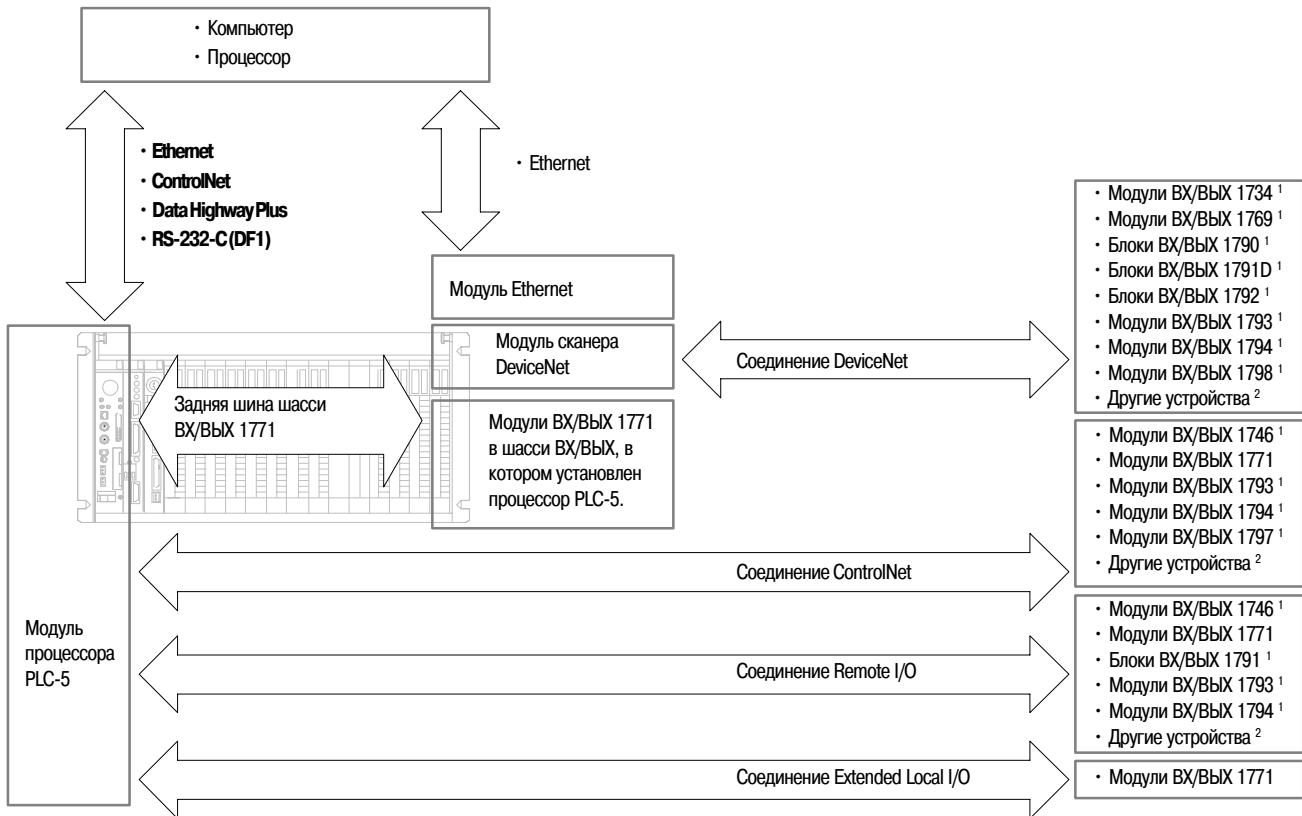 · Компьютер
· Процессор
· Ethernet
· ControlNet
· Data Highway Plus
· RS-232-C (DF1)
· Ethernet
Модуль Ethernet
Модуль сканера
DeviceNet
Соединение DeviceNet
Задняя шина шасси
ВХ/ВЫХ 1771
Модули ВХ/ВЫХ 1771
в шасси ВХ/ВЫХ, в
котором установлен
процессор PLC-5.
· Модули ВХ/ВЫХ 1734 ¹
· Модули ВХ/ВЫХ 1769 ¹
· Блоки ВХ/ВЫХ 1790 ¹
· Блоки ВХ/ВЫХ 1791D ¹
· Блоки ВХ/ВЫХ 1792 ¹
· Модули ВХ/ВЫХ 1793 ¹
· Модули ВХ/ВЫХ 1794 ¹
· Модули ВХ/ВЫХ 1798 ¹
· Другие устройства ²
Соединение ControlNet
· Модули ВХ/ВЫХ 1746 ¹
· Модули ВХ/ВЫХ 1771
· Модули ВХ/ВЫХ 1793 ¹
· Модули ВХ/ВЫХ 1794 ¹
· Модули ВХ/ВЫХ 1797 ¹
· Другие устройства ²
Модуль
процессора
PLC-5
Соединение Remote I/O
· Модули ВХ/ВЫХ 1746 ¹
· Модули ВХ/ВЫХ 1771
· Блоки ВХ/ВЫХ 1791 ¹
· Модули ВХ/ВЫХ 1793 ¹
· Модули ВХ/ВЫХ 1794 ¹
· Другие устройства ²
Соединение Extended Local I/O
· Модули ВХ/ВЫХ 1771